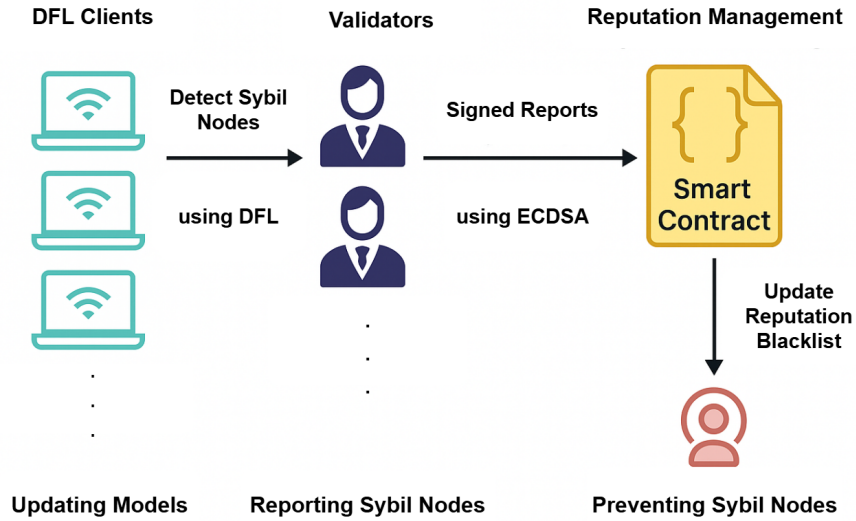 DFL Clients
Validators
Reputation Management
Detect Sybil
Nodes
using DFL
Signed Reports
using ECDSA
{ }
Smart
Contract
Update
Reputation
Blacklist
Updating Models
Reporting Sybil Nodes
Preventing Sybil Nodes